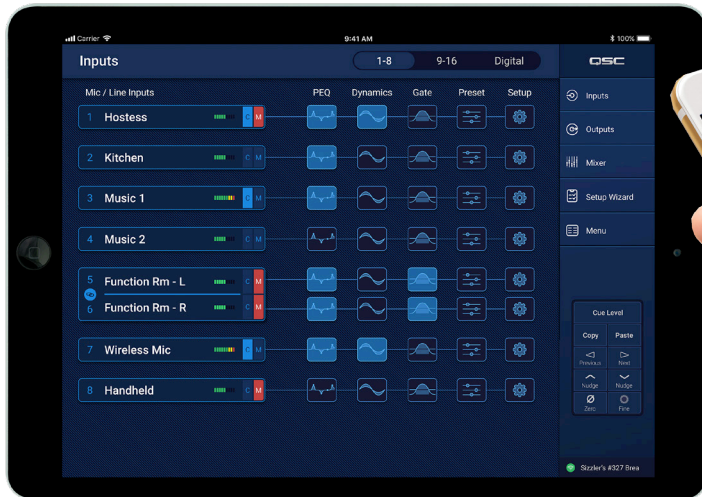 Carrier 9:41 AM 100%
Inputs 1-8 9-16 Digital QSC
Mic / Line Inputs PEQ Dynamics Gate Preset Setup
1 Hostess C M
2 Kitchen C M
3 Music 1 C M
4 Music 2 C M
5 Function Rm - L C M
6 Function Rm - R C M
7 Wireless Mic C M
8 Handheld C M
Inputs
Outputs
Mixer
Setup Wizard
Menu
Cue Level
Copy Paste
Previous Next
Nudge Nudge
Zero Fine
Sizzler's #327 Brea